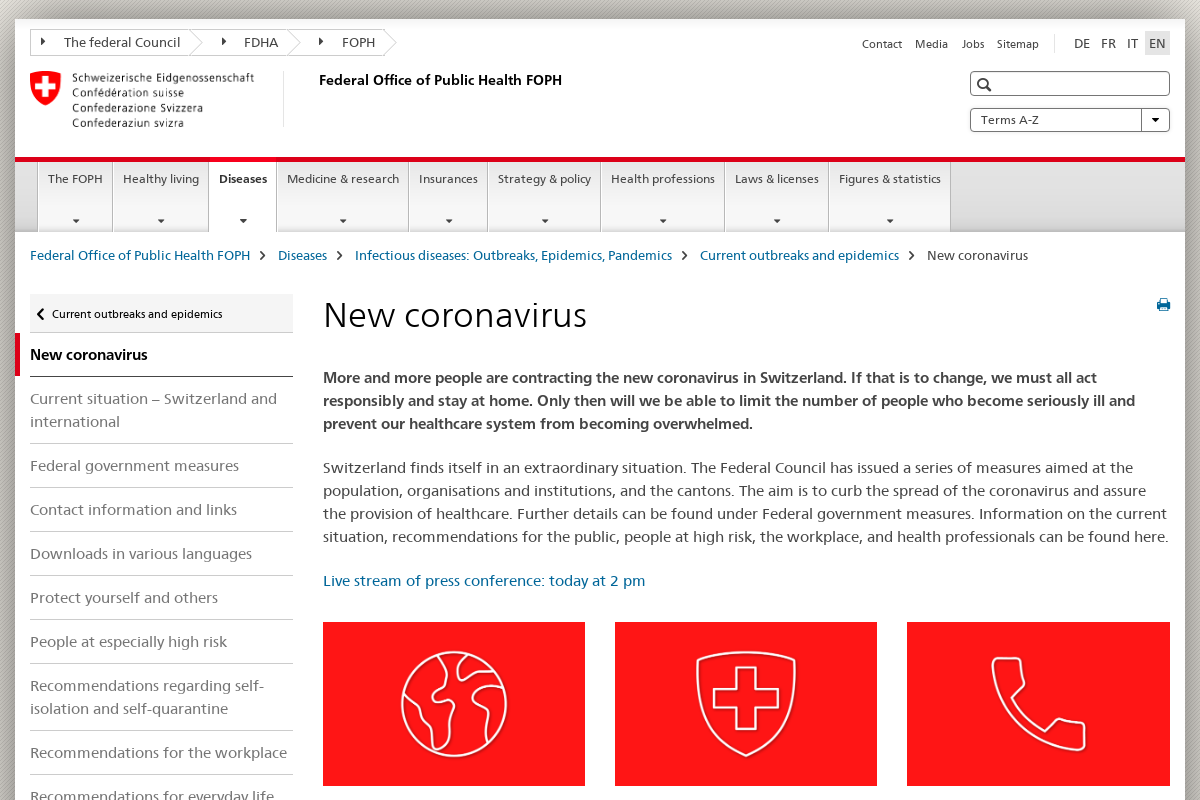 The federal Council
FDHA
FOPH
Contact
Media
Jobs
Sitemap
DE
FR
IT
EN
Schweizerische Eidgenossenschaft
Confédération suisse
Confederazione Svizzera
Confederaziun svizra
Federal Office of Public Health FOPH
Terms A-Z
The FOPH
Healthy living
Diseases
Medicine & research
Insurances
Strategy & policy
Health professions
Laws & licenses
Figures & statistics
Federal Office of Public Health FOPH
Diseases
Infectious diseases: Outbreaks, Epidemics, Pandemics
Current outbreaks and epidemics
New coronavirus
Current outbreaks and epidemics
New coronavirus
Current situation – Switzerland and
international
Federal government measures
Contact information and links
Downloads in various languages
Protect yourself and others
People at especially high risk
Recommendations regarding self-
isolation and self-quarantine
Recommendations for the workplace
Recommendations for everyday life
New coronavirus
More and more people are contracting the new coronavirus in Switzerland. If that is to change, we must all act
responsibly and stay at home. Only then will we be able to limit the number of people who become seriously ill and
prevent our healthcare system from becoming overwhelmed.
Switzerland finds itself in an extraordinary situation. The Federal Council has issued a series of measures aimed at the
population, organisations and institutions, and the cantons. The aim is to curb the spread of the coronavirus and assure
the provision of healthcare. Further details can be found under Federal government measures. Information on the current
situation, recommendations for the public, people at high risk, the workplace, and health professionals can be found here.
Live stream of press conference: today at 2 pm